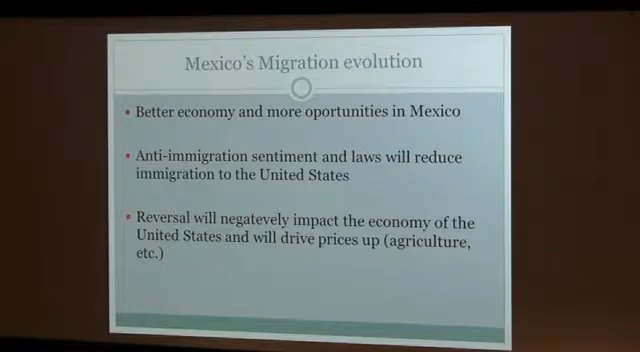 Mexico's Migration evolution
• Better economy and more oportunities in Mexico
• Anti-immigration sentiment and laws will reduce
immigration to the United States
• Reversal will negatevely impact the economy of the
United States and will drive prices up (agriculture,
etc.)